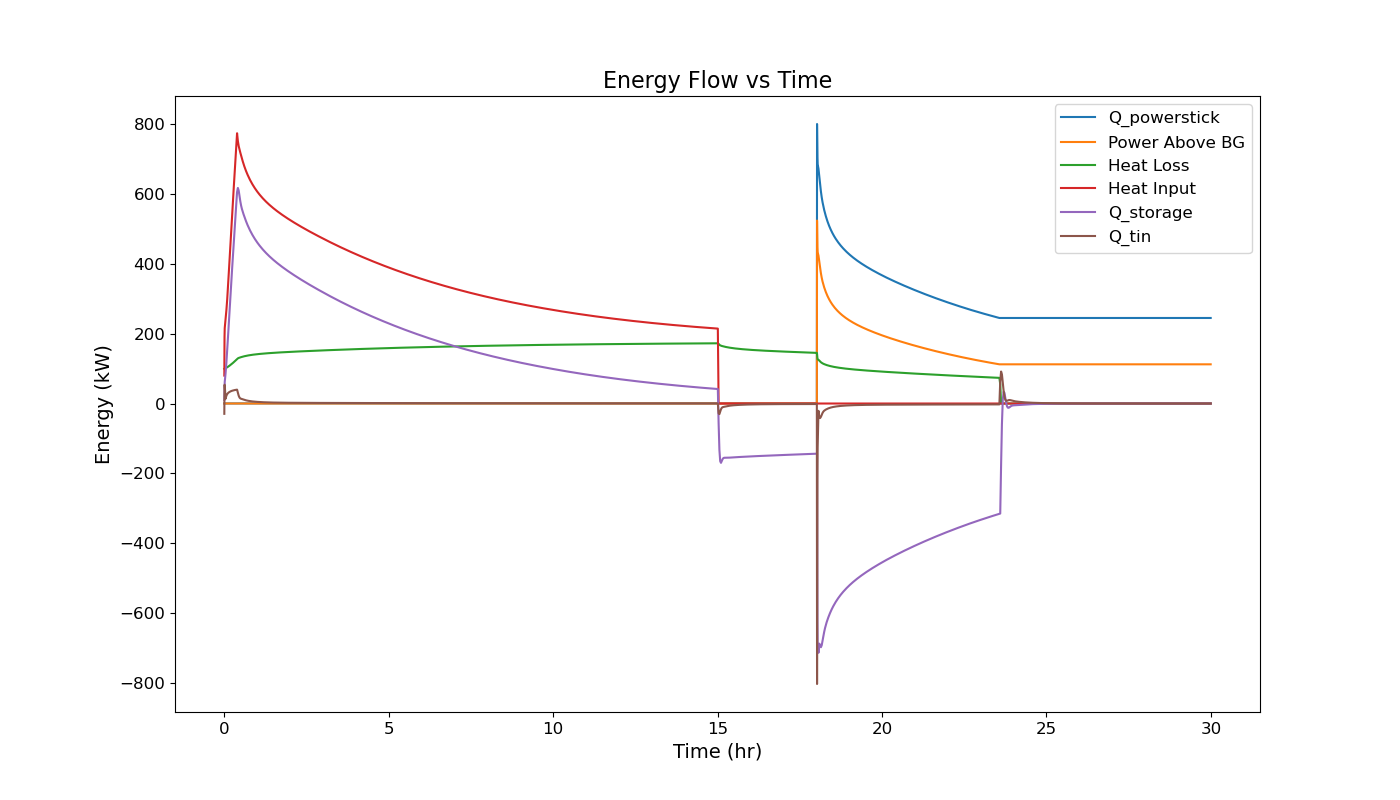 Energy Flow vs Time
Energy (kW)
800
600
400
200
0
−200
−400
−600
−800
Q_powerstick
Power Above BG
Heat Loss
Heat Input
Q_storage
Q_tin
0 5 10 15 20 25 30
Time (hr)